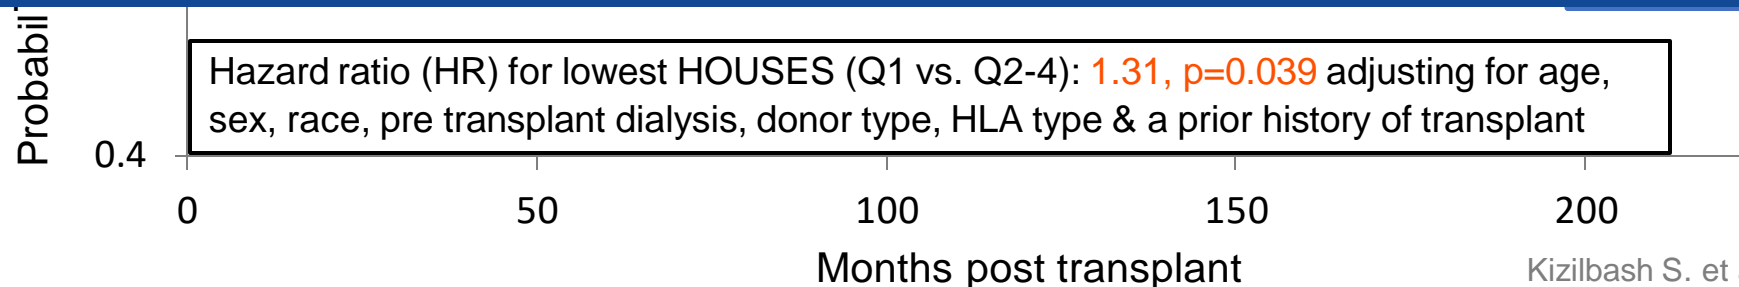 Hazard ratio (HR) for lowest HOUSES (Q1 vs. Q2-4): 1.31, p=0.039 adjusting for age,
sex, race, pre transplant dialysis, donor type, HLA type & a prior history of transplant
0.4
0 50 100 150 200
Months post transplant
Kizilbash S. et